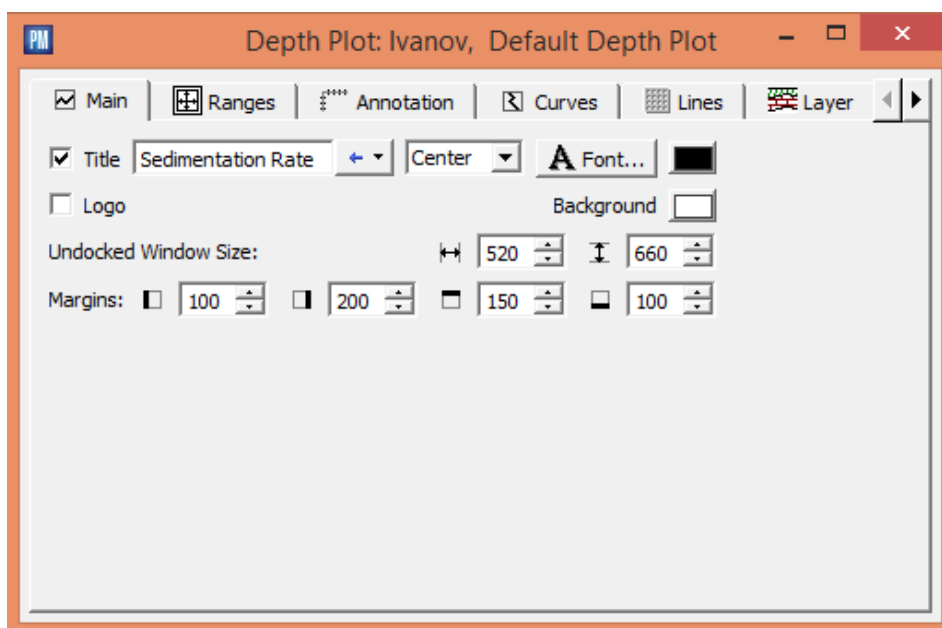 PM Depth Plot: Ivanov, Default Depth Plot
Main Ranges Annotation Curves Lines Layer
Title Sedimentation Rate Center A Font...
Logo Background
Undocked Window Size: 520 660
Margins: 100 200 150 100